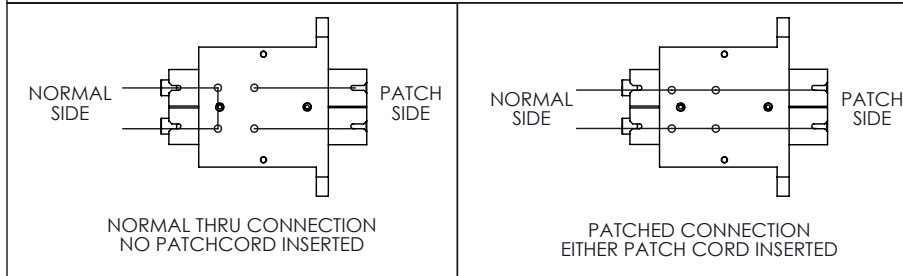 NORMAL
SIDE
PATCH
SIDE
NORMAL THRU CONNECTION
NO PATCHCORD INSERTED
NORMAL
SIDE
PATCH
SIDE
PATCHED CONNECTION
EITHER PATCH CORD INSERTED